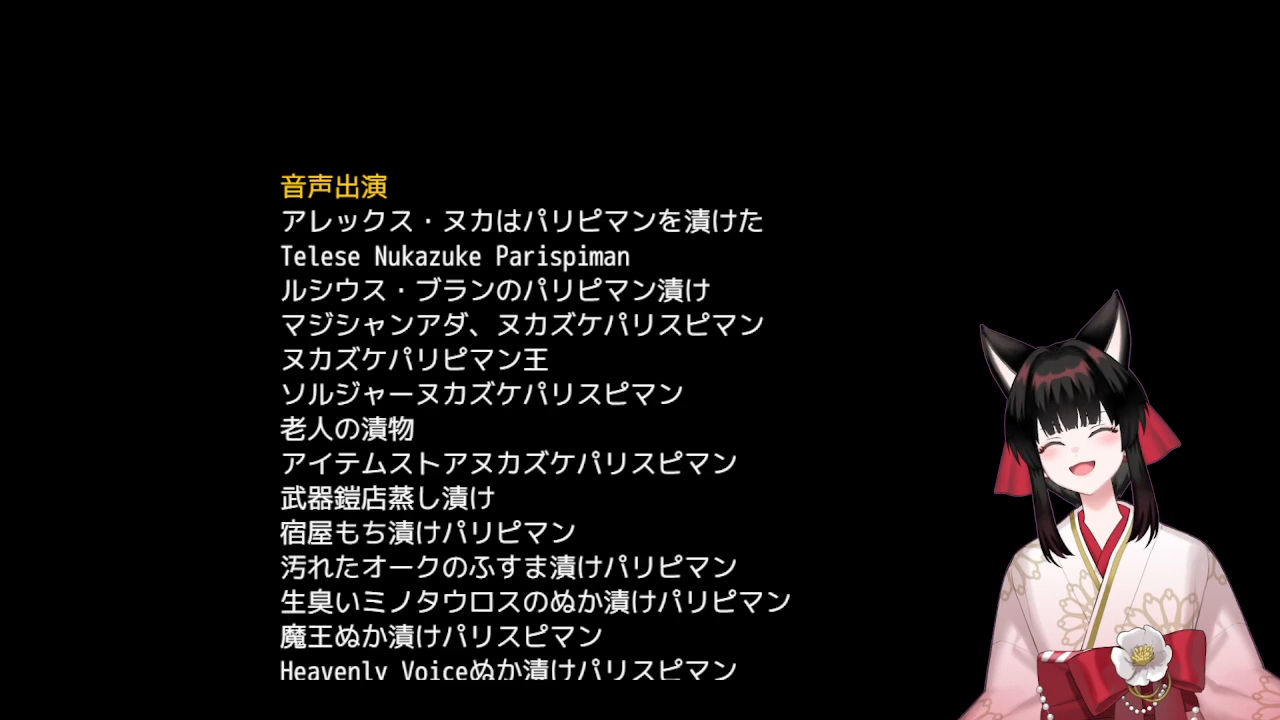 音声出演
アレックス・ヌカはパリピマンを漬けた
Telese Nukazuke Parispiman
ルシウス・ブランのパリピマン漬け
マジシャンアダ、ヌカズケパリスピマン
ヌカズケパリピマン王
ソルジャーヌカズケパリスピマン
老人の漬物
アイテムストアヌカズケパリスピマン
武器鎧店蒸し漬け
宿屋もち漬けパリピマン
汚れたオークのふすま漬けパリピマン
生臭いミノタウロスのぬか漬けパリピマン
魔王ぬか漬けパリスピマン
Heavenly Voiceぬか漬けパリスピマン